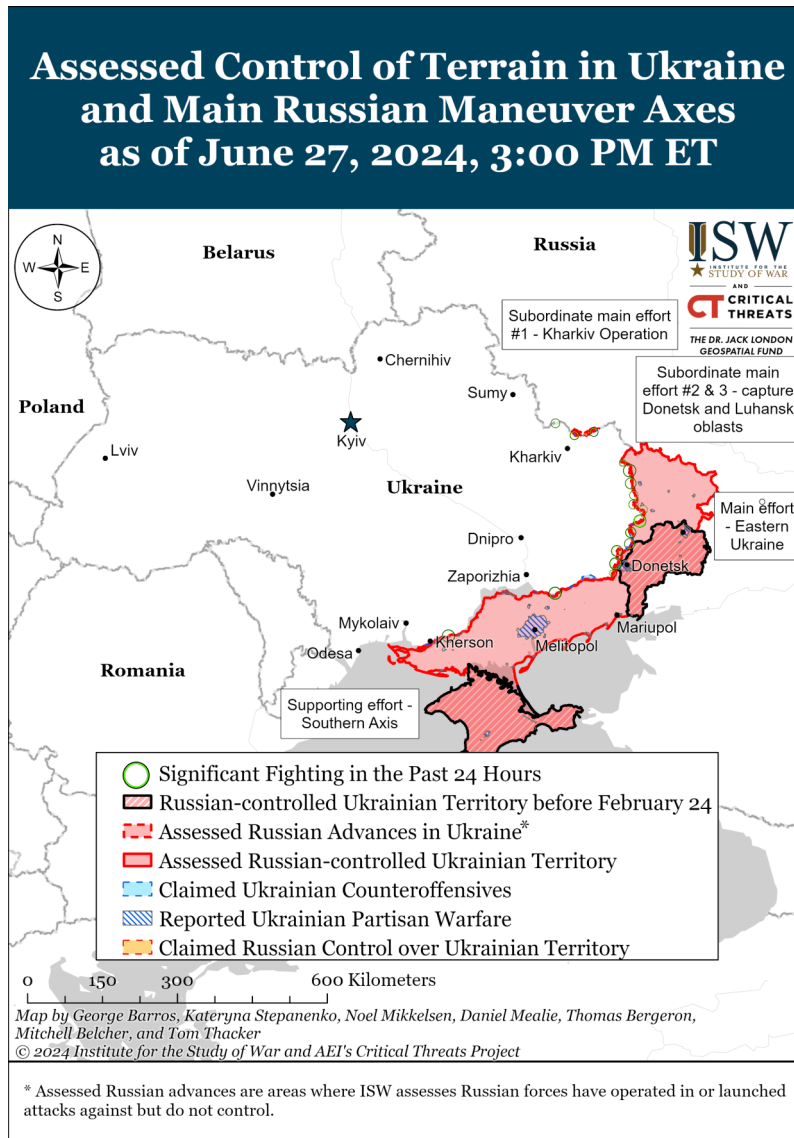 Assessed Control of Terrain in Ukraine
and Main Russian Maneuver Axes
as of June 27, 2024, 3:00 PM ET
N
W E
S
Belarus
Russia
ISW
INSTITUTE FOR THE
STUDY OF WAR
AND
CT CRITICAL
THREATS
THE DR. JACK LONDON
GEOSPATIAL FUND
Subordinate main effort
#1 - Kharkiv Operation
Subordinate main
effort #2 & 3 - capture
Donetsk and Luhansk
oblasts
Chernihiv
Sumy
Poland
Kyiv
Lviv
Kharkiv
Vinnytsia
Ukraine
Main effort
- Eastern
Ukraine
Dnipro
Donetsk
Zaporizhia
Mykolaiv
Mariupol
Kherson
Odesa
Melitopol
Romania
Supporting effort -
Southern Axis
Significant Fighting in the Past 24 Hours
Russian-controlled Ukrainian Territory before February 24
Assessed Russian Advances in Ukraine*
Assessed Russian-controlled Ukrainian Territory
Claimed Ukrainian Counteroffensives
Reported Ukrainian Partisan Warfare
Claimed Russian Control over Ukrainian Territory
0 150 300 600 Kilometers
Map by George Barros, Kateryna Stepanenko, Noel Mikkelsen, Daniel Mealie, Thomas Bergeron,
Mitchell Belcher, and Tom Thacker
© 2024 Institute for the Study of War and AEI's Critical Threats Project
* Assessed Russian advances are areas where ISW assesses Russian forces have operated in or launched
attacks against but do not control.